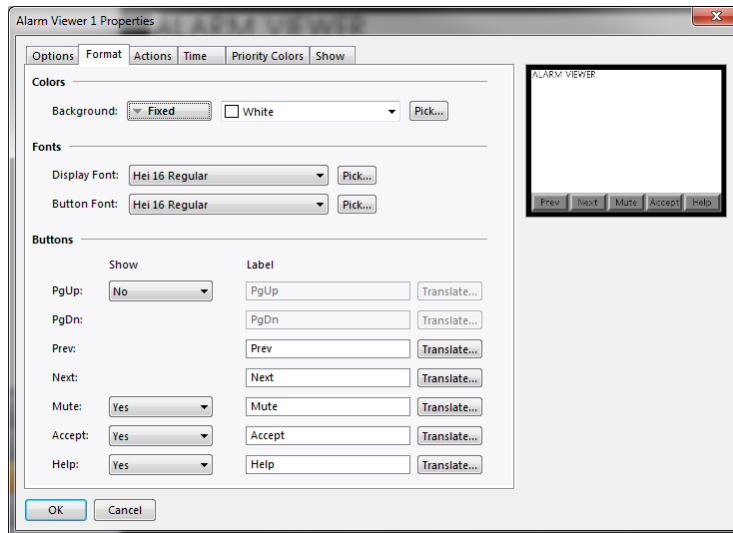 Alarm Viewer 1 Properties
Options Format Actions Time Priority Colors Show
Colors
Background: Fixed White Pick...
Fonts
Display Font: Hei 16 Regular Pick...
Button Font: Hei 16 Regular Pick...
Buttons
Show Label
PgUp: No PgUp Translate...
PgDn: PgDn Translate...
Prev: Prev Translate...
Next: Next Translate...
Mute: Yes Mute Translate...
Accept: Yes Accept Translate...
Help: Yes Help Translate...
OK Cancel
ALARM VIEWER
Prev Next Mute Accept Help